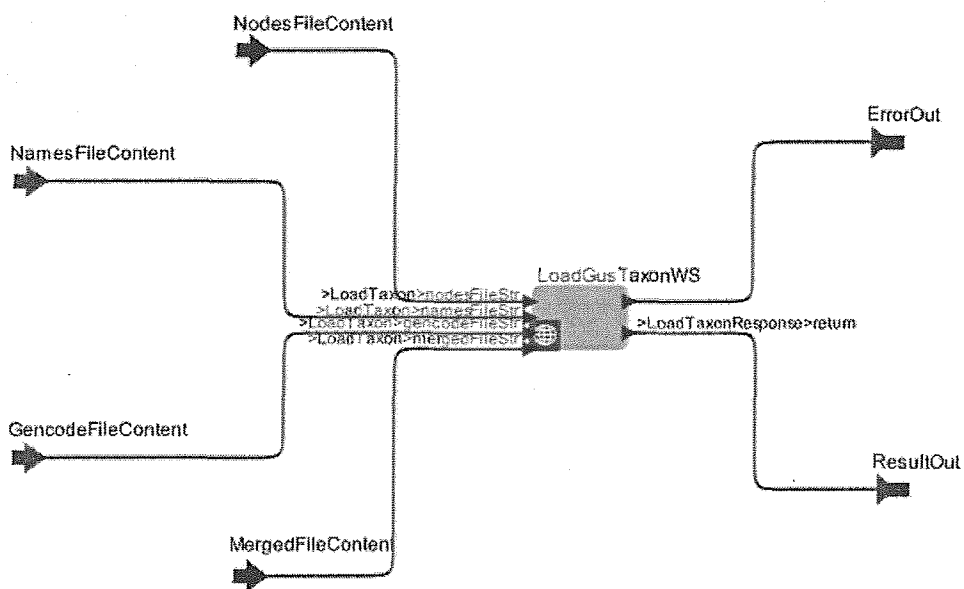 NodesFileContent
ErrorOut
NamesFileContent
LoadGusTaxonWS
>LoadTaxon>nodesFileStr
>LoadTaxon>namesFileStr
>LoadTaxon>gencodeFileStr
>LoadTaxonResponse>return
>LoadTaxon>mergedFileStr
GencodeFileContent
ResultOut
MergedFileContent